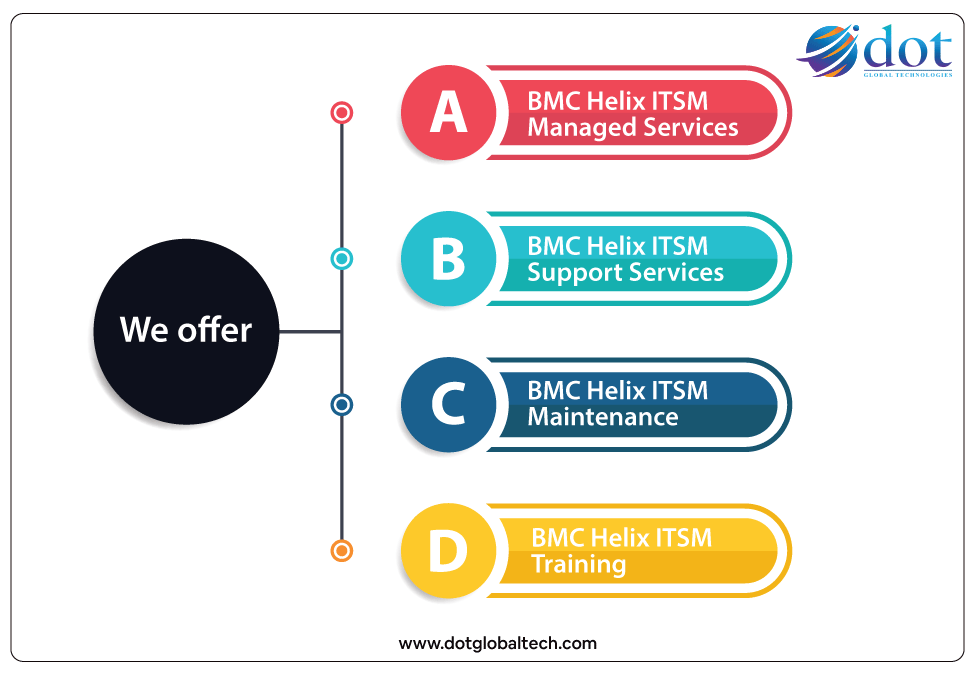 dot
GLOBAL TECHNOLOGIES
A
BMC Helix ITSM
Managed Services
B
BMC Helix ITSM
Support Services
We offer
C
BMC Helix ITSM
Maintenance
D
BMC Helix ITSM
Training
www.dotglobaltech.com